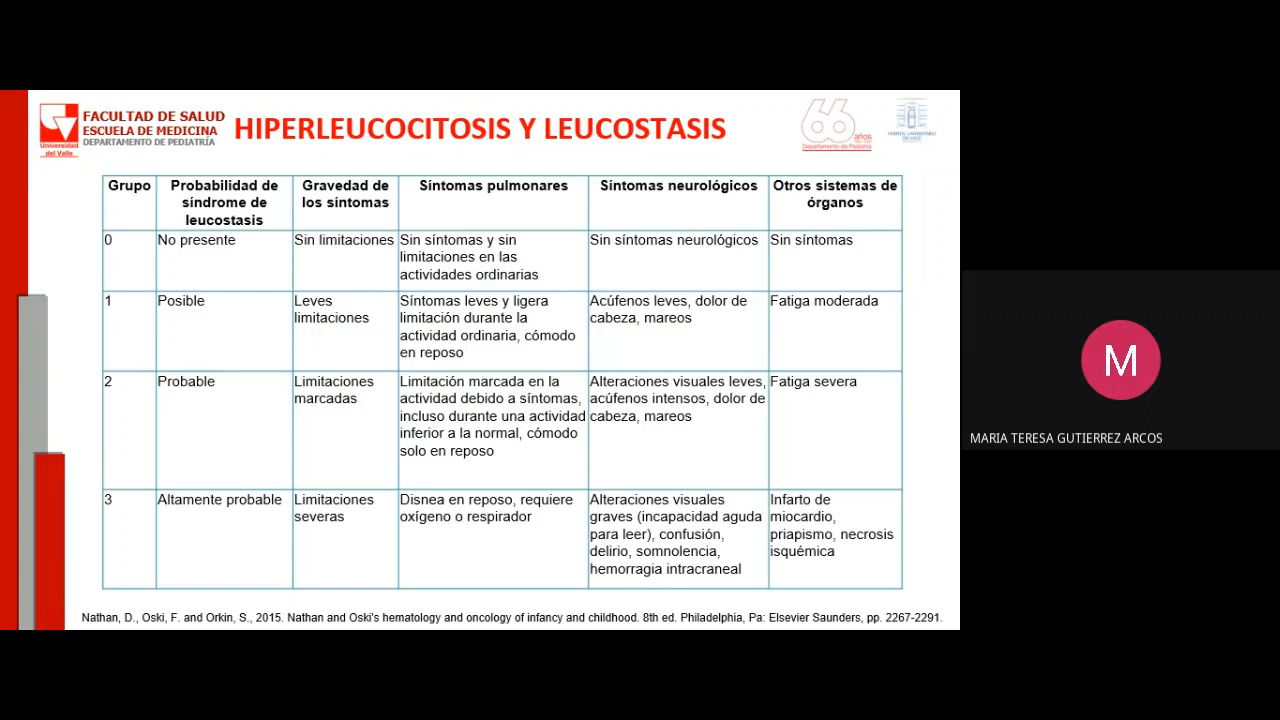 FACULTAD DE SALUD
ESCUELA DE MEDICINA
DEPARTAMENTO DE PEDIATRÍA
Universidad
del Valle
HIPERLEUCOCITOSIS Y LEUCOSTASIS
66 años
Departamento de Pediatría
HOSPITAL UNIVERSITARIO
DEL VALLE
Grupo
Probabilidad de
síndrome de
leucostasis
Gravedad de
los síntomas
Síntomas pulmonares
Síntomas neurológicos
Otros sistemas de
órganos
0
No presente
Sin limitaciones
Sin síntomas y sin
limitaciones en las
actividades ordinarias
Sin síntomas neurológicos
Sin síntomas
1
Posible
Leves
limitaciones
Síntomas leves y ligera
limitación durante la
actividad ordinaria, cómodo
en reposo
Acúfenos leves, dolor de
cabeza, mareos
Fatiga moderada
2
Probable
Limitaciones
marcadas
Limitación marcada en la
actividad debido a síntomas,
incluso durante una actividad
inferior a la normal, cómodo
solo en reposo
Alteraciones visuales leves,
acúfenos intensos, dolor de
cabeza, mareos
Fatiga severa
3
Altamente probable
Limitaciones
severas
Disnea en reposo, requiere
oxígeno o respirador
Alteraciones visuales
graves (incapacidad aguda
para leer), confusión,
delirio, somnolencia,
hemorragia intracraneal
Infarto de
miocardio,
priapismo, necrosis
isquémica
Nathan, D., Oski, F. and Orkin, S., 2015. Nathan and Oski's hematology and oncology of infancy and childhood. 8th ed. Philadelphia, Pa: Elsevier Saunders, pp. 2267-2291.
M
MARIA TERESA GUTIERREZ ARCOS